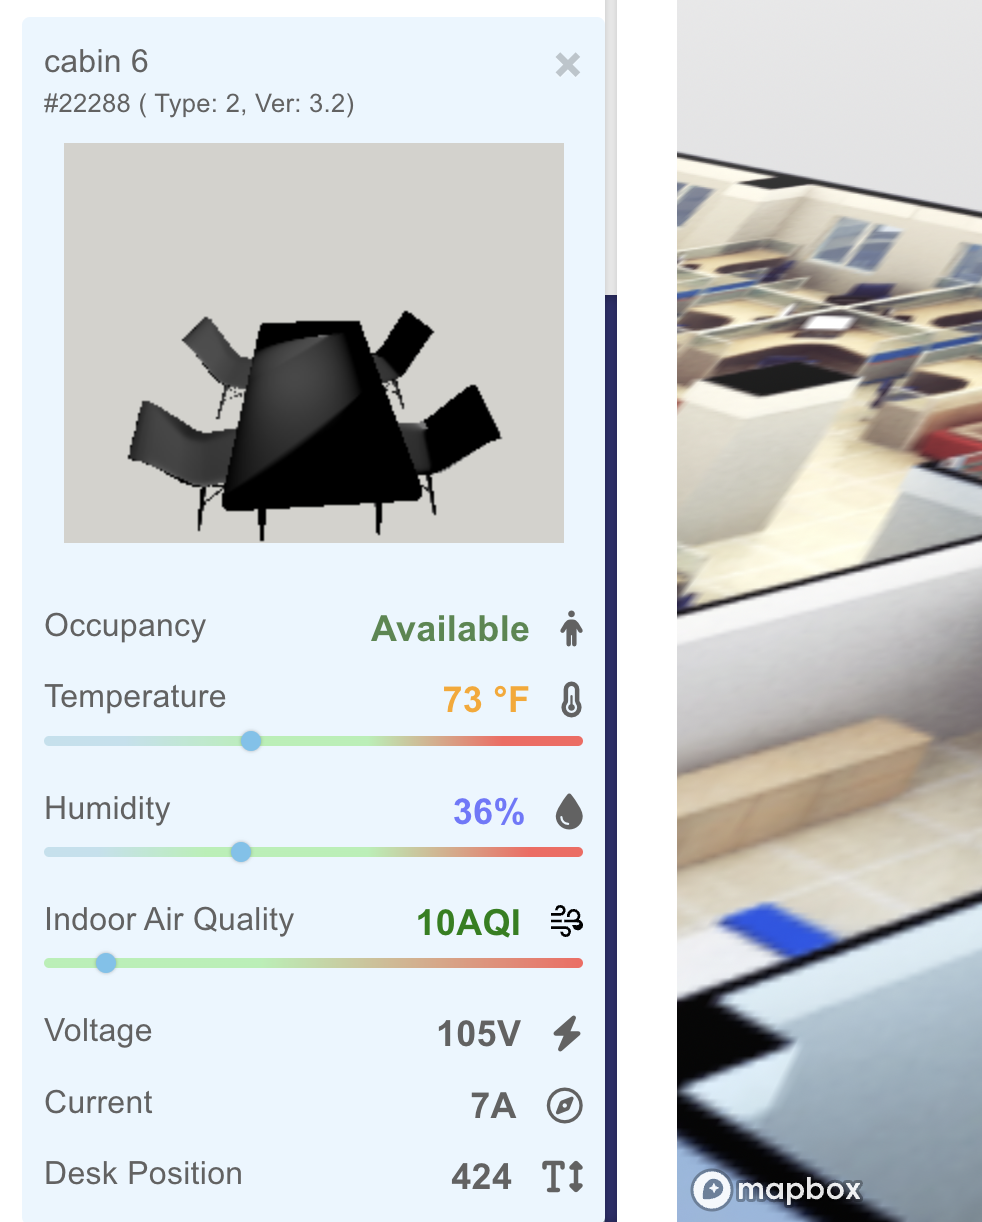 cabin 6
#22288 ( Type: 2, Ver: 3.2)
Occupancy Available
Temperature 73 °F
Humidity 36%
Indoor Air Quality 10AQI
Voltage 105V
Current 7A
Desk Position 424
mapbox